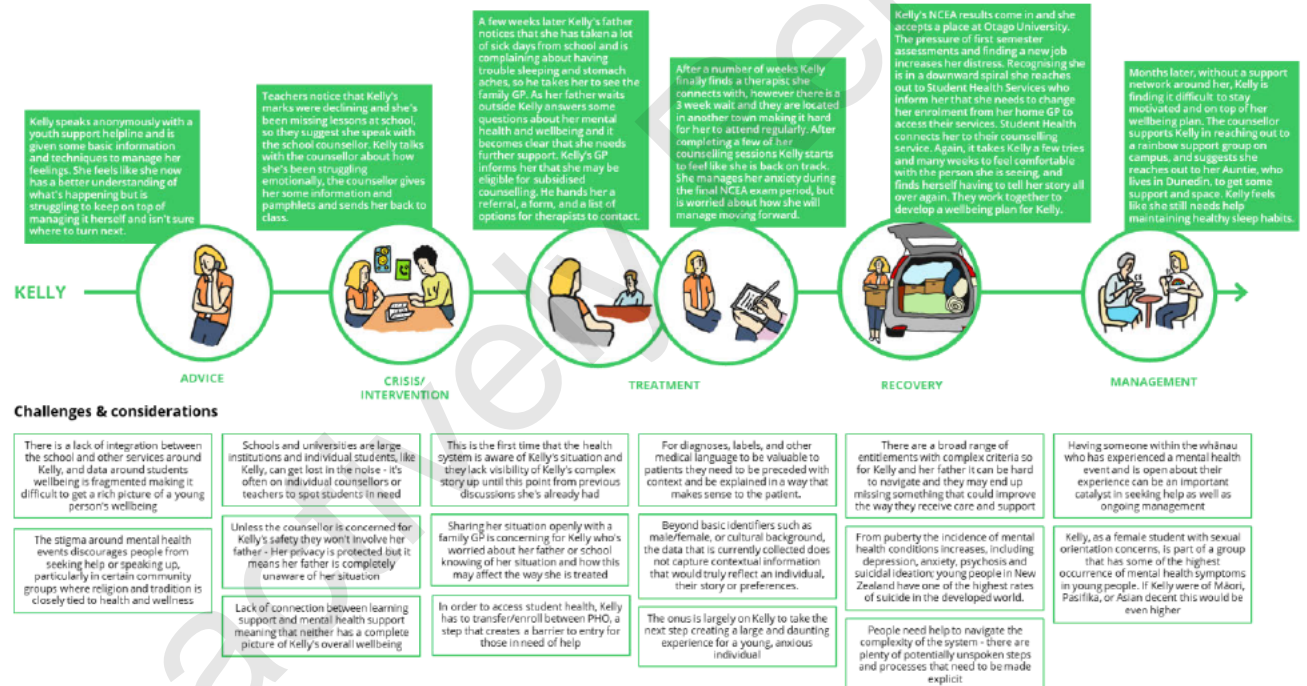 Kelly speaks anonymously with a
youth support helpline and is
given some basic information
and techniques to manage her
feelings. She feels like she now
has a better understanding of
what's happening but is
struggling to keep on top of
managing it herself and isn't sure
where to turn next.
Teachers notice that Kelly's
marks were declining and she's
been missing lessons at school,
so they suggest she speak with
the school counsellor. Kelly talks
with the counsellor about how
she's been struggling
emotionally, the counsellor gives
her some information and
pamphlets and sends her back to
class.
A few weeks later Kelly's father
notices that she has taken a lot
of sick days from school and is
complaining about having
trouble sleeping and stomach
aches, so he takes her to see the
family GP. As her father waits
outside Kelly answers some
questions about her mental
health and wellbeing and it
becomes clear that she needs
further support. Kelly's GP
informs her that she may be
eligible for subsidised
counselling. He hands her a
referral, a form, and a list of
options for therapists to contact.
After a number of weeks Kelly
finally finds a therapist she
connects with, however there is a
3 week wait and they are located
in another town making it hard
for her to attend regularly. After
completing a few of her
counselling sessions Kelly starts
to feel like she is back on track.
She manages her anxiety during
the final NCEA exam period, but
is worried about how she will
manage moving forward.
Kelly's NCEA results come in and she
accepts a place at Otago University.
The pressure of first semester
assessments and finding a new job
increases her distress. Recognising she
is in a downward spiral she reaches
out to Student Health Services who
inform her that she needs to change
her enrolment from her home GP to
access their services. Student Health
connects her to their counselling
service. Again, it takes Kelly a few tries
and many weeks to feel comfortable
with the person she is seeing, and
finds herself having to tell her story all
over again. They work together to
develop a wellbeing plan for Kelly.
Months later, without a support
network around her, Kelly is
finding it difficult to stay
motivated and on top of her
wellbeing plan. The counsellor
supports Kelly in reaching out to
a rainbow support group on
campus, and suggests she
reaches out to her Auntie, who
lives in Dunedin, to get some
support and space. Kelly feels
like she still needs help
maintaining healthy sleep habits.
KELLY
ADVICE
CRISIS/
INTERVENTION
TREATMENT
RECOVERY
MANAGEMENT
Challenges & considerations
There is a lack of integration between
the school and other services around
Kelly, and data around students
wellbeing is fragmented making it
difficult to get a rich picture of a young
person's wellbeing
The stigma around mental health
events discourages people from
seeking help or speaking up,
particularly in certain community
groups where religion and tradition is
closely tied to health and wellness
Schools and universities are large
institutions and individual students, like
Kelly, can get lost in the noise - it's
often on individual counsellors or
teachers to spot students in need
Unless the counsellor is concerned for
Kelly's safety they won't involve her
father - Her privacy is protected but it
means her father is completely
unaware of her situation
Lack of connection between learning
support and mental health support
meaning that neither has a complete
picture of Kelly's overall wellbeing
This is the first time that the health
system is aware of Kelly's situation and
they lack visibility of Kelly's complex
story up until this point from previous
discussions she's already had
Sharing her situation openly with a
family GP is concerning for Kelly who's
worried about her father or school
knowing of her situation and how this
may affect the way she is treated
In order to access student health, Kelly
has to transfer/enroll between PHO, a
step that creates a barrier to entry for
those in need of help
For diagnoses, labels, and other
medical language to be valuable to
patients they need to be preceded with
context and be explained in a way that
makes sense to the patient.
Beyond basic identifiers such as
male/female, or cultural background,
the data that is currently collected does
not capture contextual information
that would truly reflect an individual,
their story or preferences.
The onus is largely on Kelly to take the
next step creating a large and daunting
experience for a young, anxious
individual
There are a broad range of
entitlements with complex criteria so
for Kelly and her father it can be hard
to navigate and they may end up
missing something that could improve
the way they receive care and support
From puberty the incidence of mental
health conditions increases, including
depression, anxiety, psychosis and
suicidal ideation: young people in New
Zealand have one of the highest rates
of suicide in the developed world.
People need help to navigate the
complexity of the system - there are
plenty of potentially unspoken steps
and processes that need to be made
explicit
Having someone within the whānau
who has experienced a mental health
event and is open about their
experience can be an important
catalyst in seeking help as well as
ongoing management
Kelly, as a female student with sexual
orientation concerns, is part of a group
that has some of the highest
occurrence of mental health symptoms
in young people. If Kelly were of Māori,
Pasifika, or Asian decent this would be
even higher